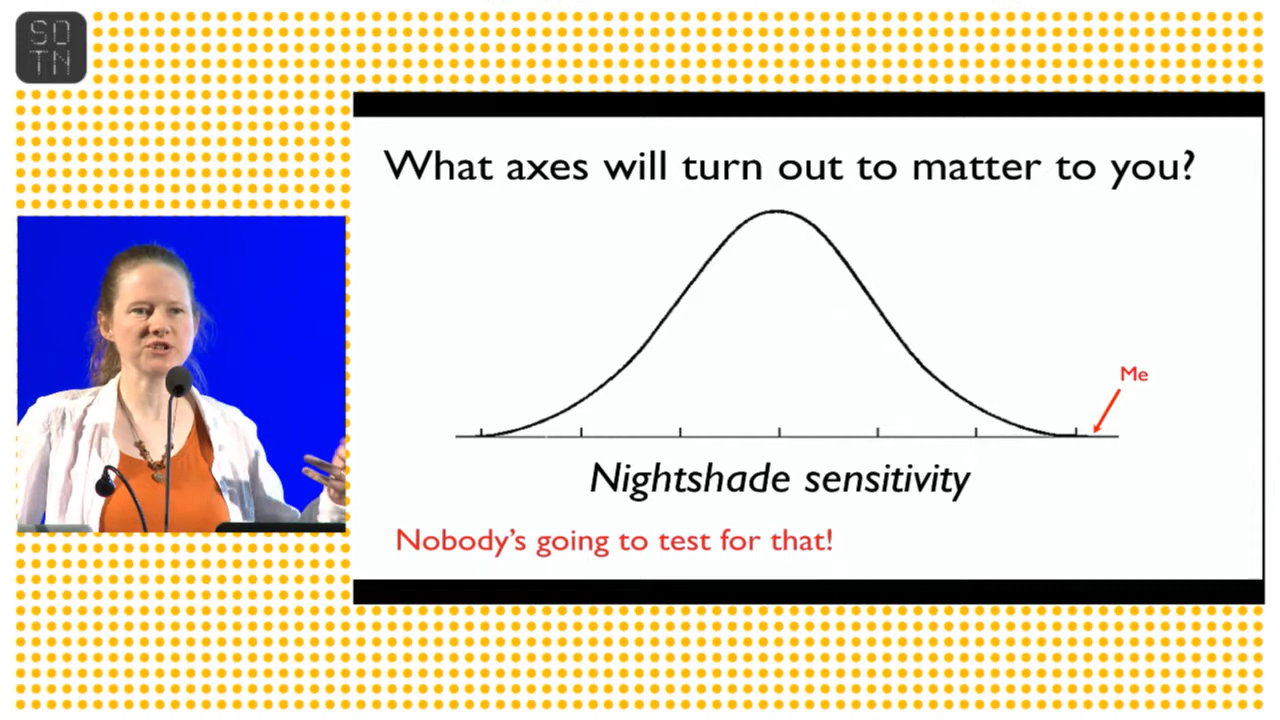 SO
TN
What axes will turn out to matter to you?
Me
Nightshade sensitivity
Nobody's going to test for that!